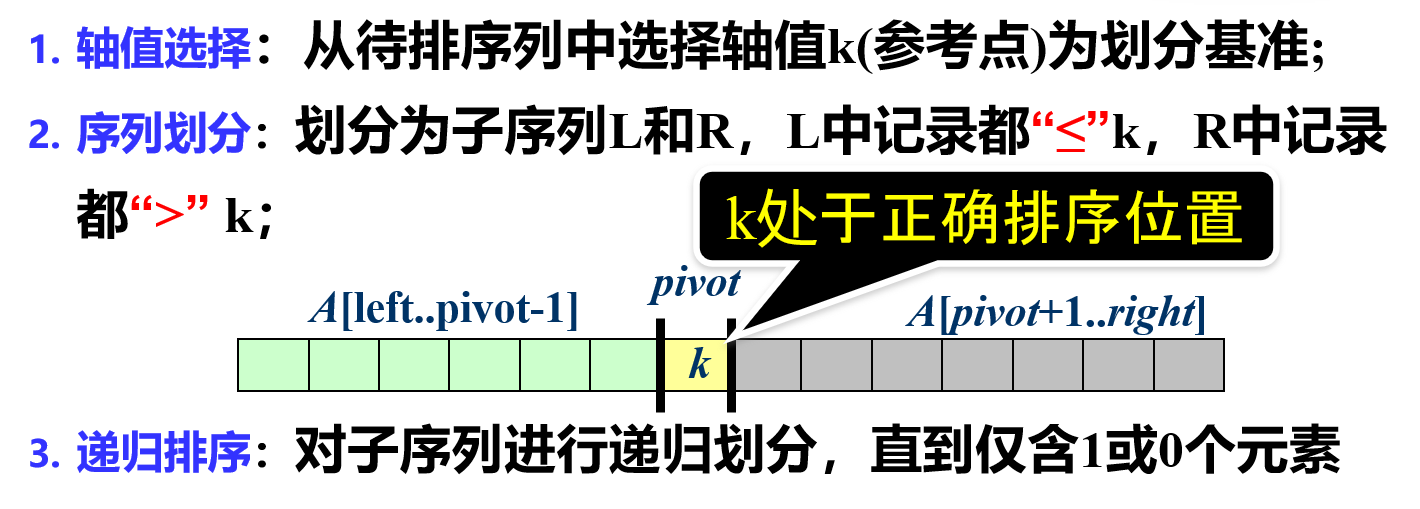 1. 轴值选择：从待排序列中选择轴值k(参考点)为划分基准;
2. 序列划分：划分为子序列L和R，L中记录都“≤”k，R中记录
都“>” k；
k处于正确排序位置
pivot
A[left..pivot-1]
A[pivot+1..right]
k
3. 递归排序：对子序列进行递归划分，直到仅含1或0个元素